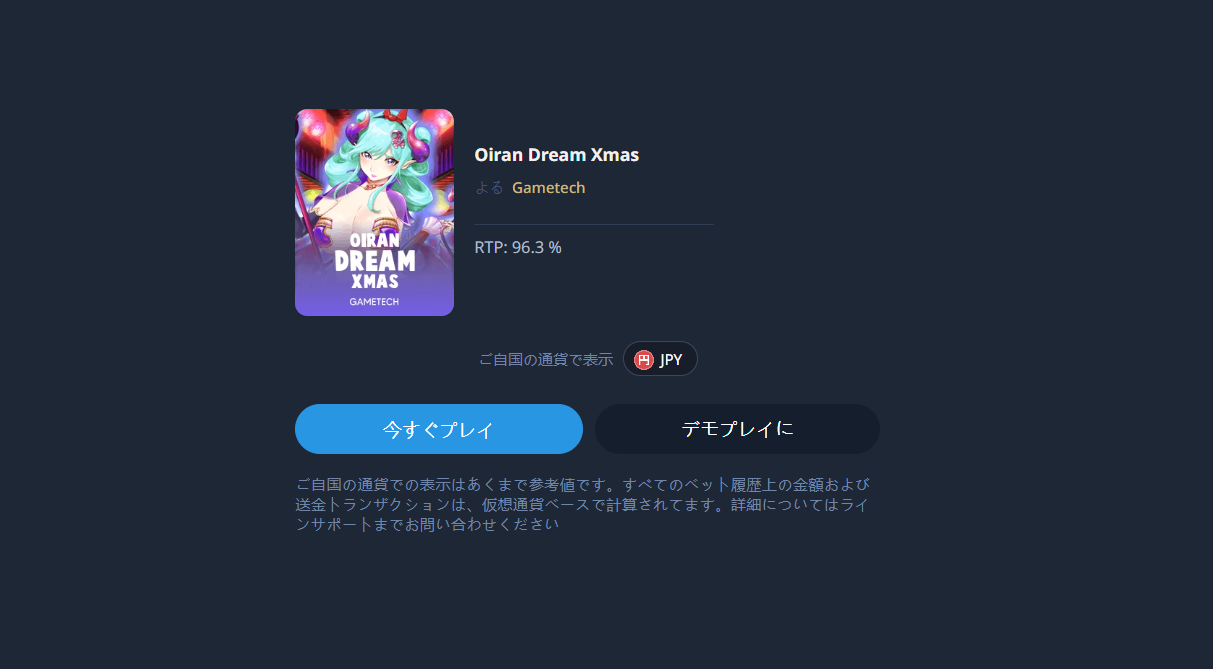 OIRAN
DREAM
XMAS
GAMETECH
Oiran Dream Xmas
よる Gametech
RTP: 96.3 %
ご自国の通貨で表示 円 JPY
今すぐプレイ
デモプレイに
ご自国の通貨での表示はあくまで参考値です。すべてのベット履歴上の金額および
送金トランザクションは、仮想通貨ベースで計算されてます。詳細についてはライ
ンサポートまでお問い合わせください